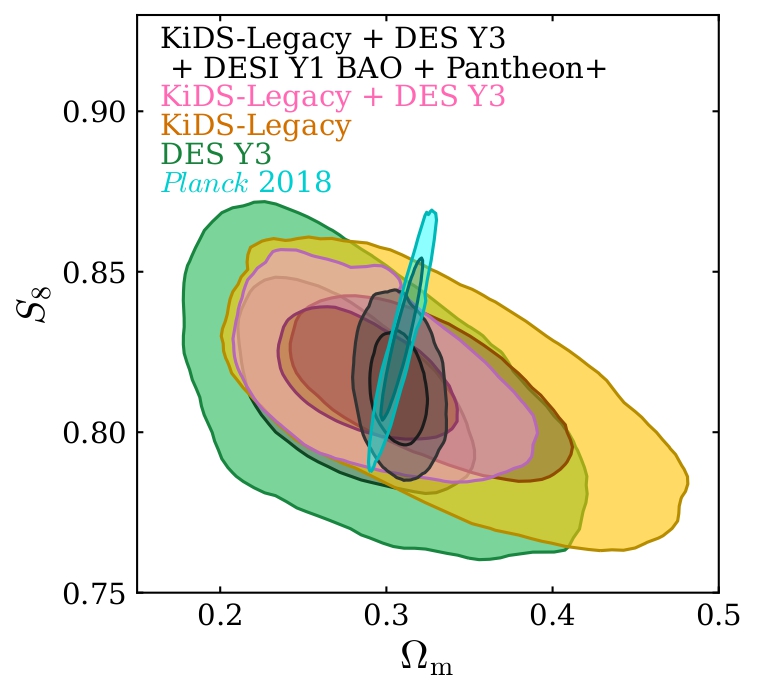 KiDS-Legacy + DES Y3
+ DESI Y1 BAO + Pantheon+
KiDS-Legacy + DES Y3
KiDS-Legacy
DES Y3
Planck 2018
0.90
0.85
0.80
0.75
S₈
0.2 0.3 0.4 0.5
Ωₘ